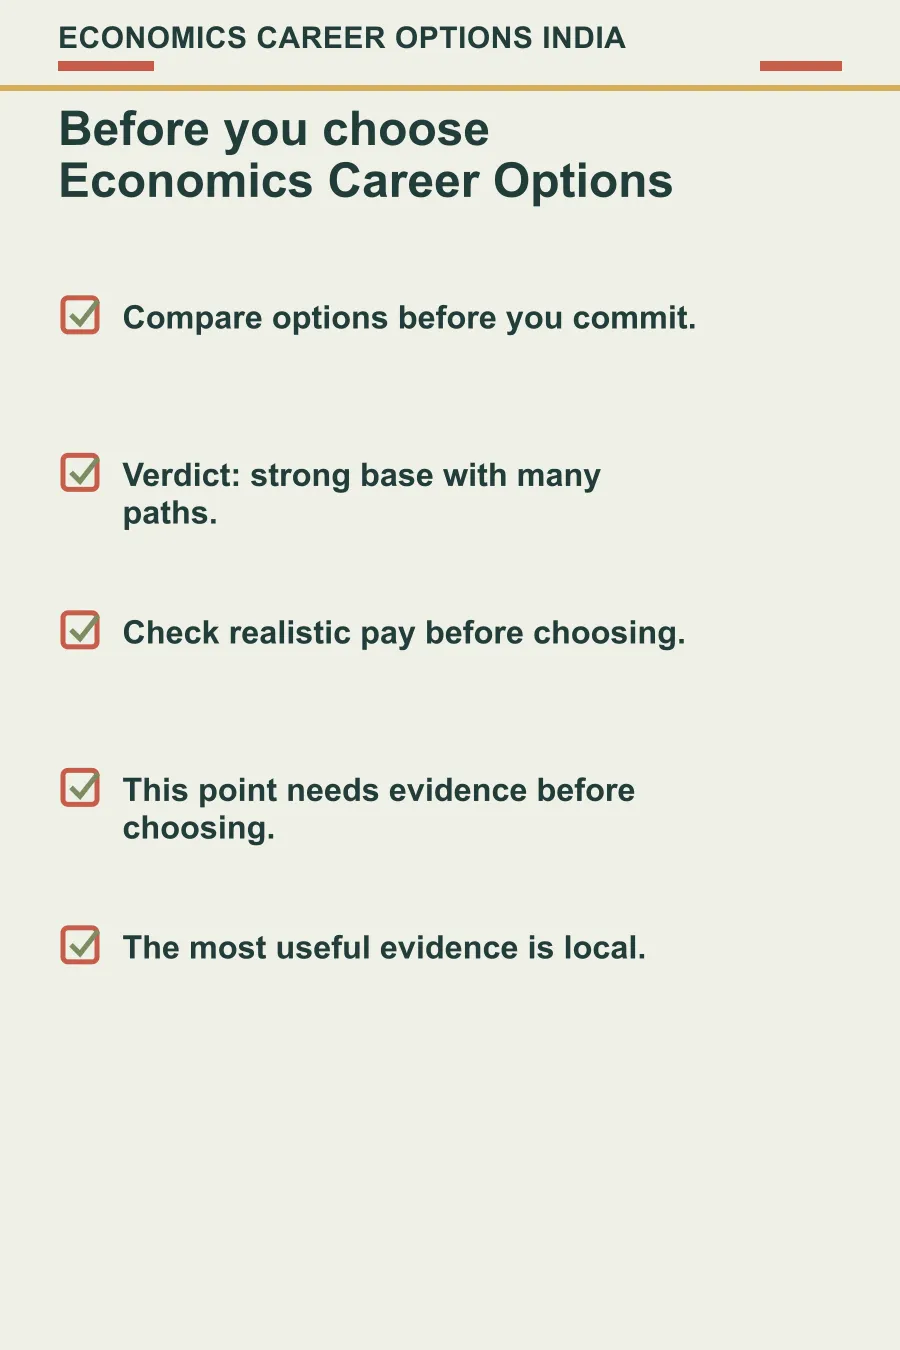 ECONOMICS CAREER OPTIONS INDIA
Before you choose
Economics Career Options
Compare options before you commit.
Verdict: strong base with many
paths.
Check realistic pay before choosing.
This point needs evidence before
choosing.
The most useful evidence is local.